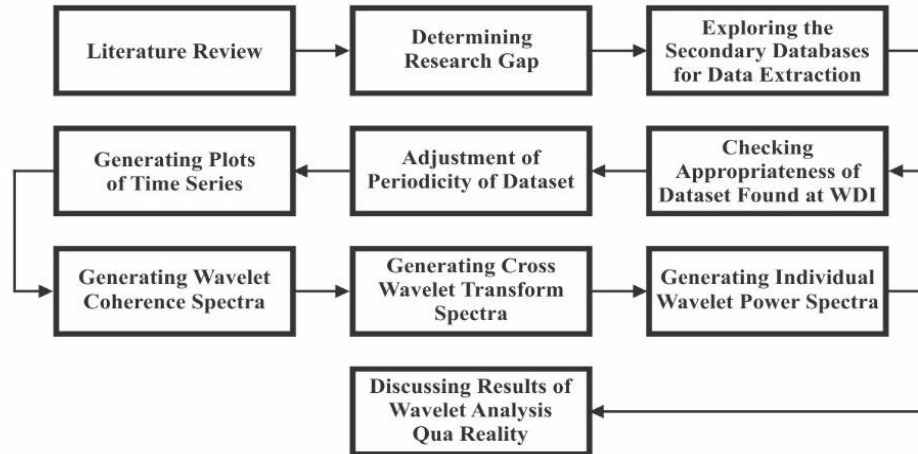 Literature Review
Determining
Research Gap
Exploring the
Secondary Databases
for Data Extraction
Checking
Appropriateness of
Dataset Found at WDI
Adjustment of
Periodicity of Dataset
Generating Plots
of Time Series
Generating Wavelet
Coherence Spectra
Generating Cross
Wavelet Transform
Spectra
Generating Individual
Wavelet Power Spectra
Discussing Results of
Wavelet Analysis
Qua Reality